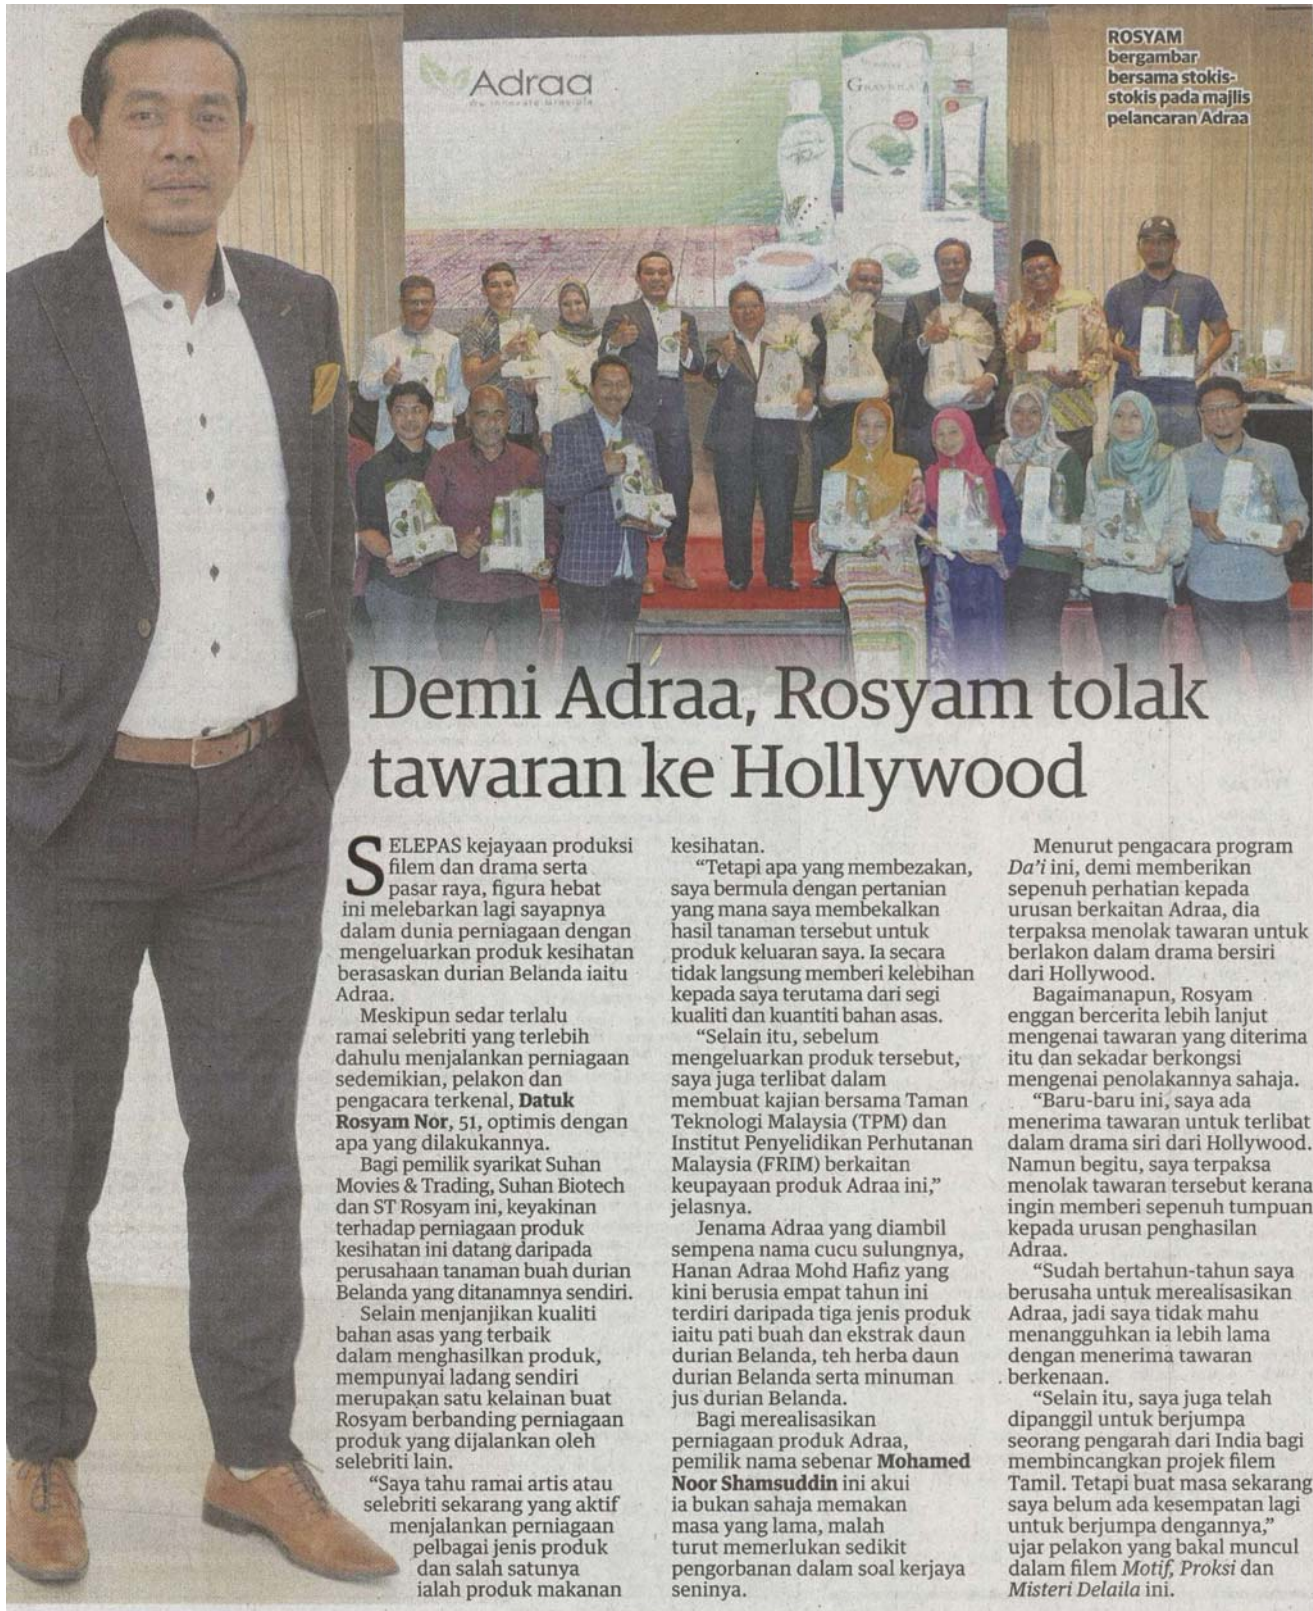 ROSYAM
bergambar
bersama stokis-
stokis pada majlis
pelancaran Adraa
Adraa
Demi Adraa, Rosyam tolak
tawaran ke Hollywood
SELEPAS kejayaan produksi
filem dan drama serta
pasar raya, figura hebat
ini melebarkan lagi sayapnya
dalam dunia perniagaan dengan
mengeluarkan produk kesihatan
berasaskan durian Belanda iaitu
Adraa.
Meskipun sedar terlalu
ramai selebriti yang terlebih
dahulu menjalankan perniagaan
sedemikian, pelakon dan
pengacara terkenal, Datuk
Rosyam Nor, 51, optimis dengan
apa yang dilakukannya.
Bagi pemilik syarikat Suhan
Movies & Trading, Suhan Biotech
dan ST Rosyam ini, keyakinan
terhadap perniagaan produk
kesihatan ini datang daripada
perusahaan tanaman buah durian
Belanda yang ditanamnya sendiri.
Selain menjanjikan kualiti
bahan asas yang terbaik
dalam menghasilkan produk,
mempunyai ladang sendiri
merupakan satu kelainan buat
Rosyam berbanding perniagaan
produk yang dijalankan oleh
selebriti lain.
“Saya tahu ramai artis atau
selebriti sekarang yang aktif
menjalankan perniagaan
pelbagai jenis produk
dan salah satunya
ialah produk makanan
kesihatan.
“Tetapi apa yang membezakan,
saya bermula dengan pertanian
yang mana saya membekalkan
hasil tanaman tersebut untuk
produk keluaran saya. Ia secara
tidak langsung memberi kelebihan
kepada saya terutama dari segi
kualiti dan kuantiti bahan asas.
“Selain itu, sebelum
mengeluarkan produk tersebut,
saya juga terlibat dalam
membuat kajian bersama Taman
Teknologi Malaysia (TPM) dan
Institut Penyelidikan Perhutanan
Malaysia (FRIM) berkaitan
keupayaan produk Adraa ini,”
jelasnya.
Jenama Adraa yang diambil
sempena nama cucu sulungnya,
Hanan Adraa Mohd Hafiz yang
kini berusia empat tahun ini
terdiri daripada tiga jenis produk
iaitu pati buah dan ekstrak daun
durian Belanda, teh herba daun
durian Belanda serta minuman
jus durian Belanda.
Bagi merealisasikan
perniagaan produk Adraa,
pemilik nama sebenar Mohamed
Noor Shamsuddin ini akui
ia bukan sahaja memakan
masa yang lama, malah
turut memerlukan sedikit
pengorbanan dalam soal kerjaya
seninya.
Menurut pengacara program
Da’i ini, demi memberikan
sepenuh perhatian kepada
urusan berkaitan Adraa, dia
terpaksa menolak tawaran untuk
berlakon dalam drama bersiri
dari Hollywood.
Bagaimanapun, Rosyam
enggan bercerita lebih lanjut
mengenai tawaran yang diterima
itu dan sekadar berkongsi
mengenai penolakannya sahaja.
“Baru-baru ini, saya ada
menerima tawaran untuk terlibat
dalam drama siri dari Hollywood.
Namun begitu, saya terpaksa
menolak tawaran tersebut kerana
ingin memberi sepenuh tumpuan
kepada urusan penghasilan
Adraa.
“Sudah bertahun-tahun saya
berusaha untuk merealisasikan
Adraa, jadi saya tidak mahu
menangguhkan ia lebih lama
dengan menerima tawaran
berkenaan.
“Selain itu, saya juga telah
dipanggil untuk berjumpa
seorang pengarah dari India bagi
membincangkan projek filem
Tamil. Tetapi buat masa sekarang
saya belum ada kesempatan lagi
untuk berjumpa dengannya,”
ujar pelakon yang bakal muncul
dalam filem Motif, Proksi dan
Misteri Delaila ini.